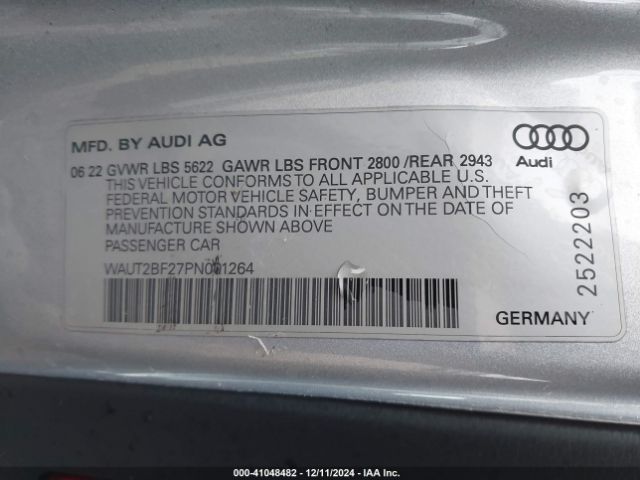 MFD. BY AUDI AG
06 22 GVWR LBS 5622 GAWR LBS FRONT 2800 /REAR 2943
THIS VEHICLE CONFORMS TO ALL APPLICABLE U.S.
FEDERAL MOTOR VEHICLE SAFETY, BUMPER AND THEFT
PREVENTION STANDARDS IN EFFECT ON THE DATE OF
MANUFACTURE SHOWN ABOVE
PASSENGER CAR
WAUT2BF27PN001264
Audi
2522203
GERMANY
000-41048482 - 12/11/2024 - IAA Inc.